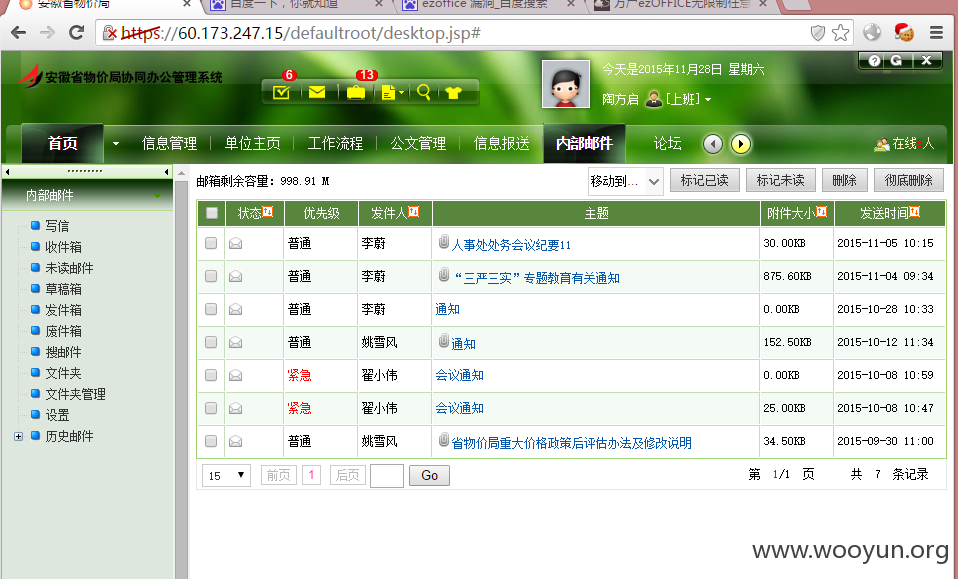 安徽省物价局
百度一下，你就知道
ezoffice 漏洞_百度搜索
万户ezOFFICE无限制任意
https://60.173.247.15/defaultroot/desktop.jsp#
安徽省物价局协同办公管理系统
6
13
今天是2015年11月28日 星期六
陶方启 [上班]
? G X
首页 信息管理 单位主页 工作流程 公文管理 信息报送 内部邮件 论坛
在线:人
内部邮件
写信
收件箱
未读邮件
草稿箱
发件箱
废件箱
搜邮件
文件夹
文件夹管理
设置
历史邮件
邮箱剩余容量: 998.91 M
移动到... 标记已读 标记未读 删除 彻底删除
状态 优先级 发件人 主题 附件大小 发送时间
普通 李蔚 人事处处务会议纪要11 30.00KB 2015-11-05 10:15
普通 李蔚 “三严三实”专题教育有关通知 875.60KB 2015-11-04 09:34
普通 李蔚 通知 0.00KB 2015-10-28 10:33
普通 姚雪风 通知 152.50KB 2015-10-12 11:34
紧急 翟小伟 会议通知 0.00KB 2015-10-08 10:59
紧急 翟小伟 会议通知 25.00KB 2015-10-08 10:47
普通 姚雪风 省物价局重大价格政策后评估办法及修改说明 34.50KB 2015-09-30 11:00
15 前页 1 后页 Go 第 1/1 页 共 7 条记录
www.wooyun.org